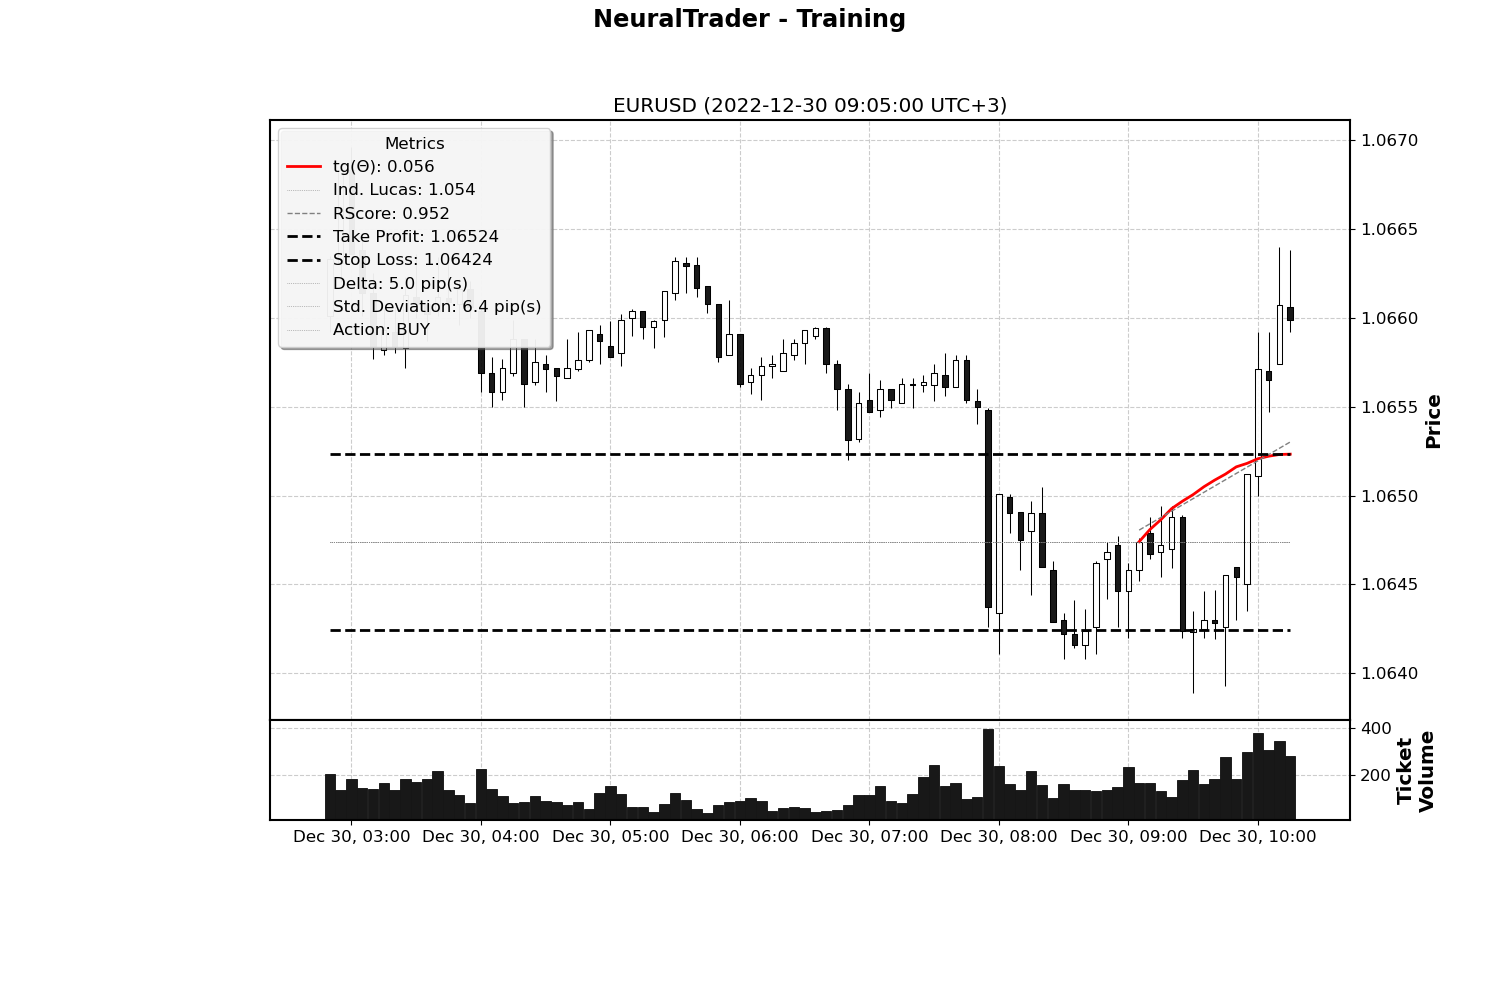 NeuralTrader - Training
EURUSD (2022-12-30 09:05:00 UTC+3)
Metrics
tg(Θ): 0.056
Ind. Lucas: 1.054
RScore: 0.952
Take Profit: 1.06524
Stop Loss: 1.06424
Delta: 5.0 pip(s)
Std. Deviation: 6.4 pip(s)
Action: BUY
1.0670
1.0665
1.0660
1.0655
1.0650
1.0645
1.0640
Price
400
200
Ticket
Volume
Dec 30, 03:00 Dec 30, 04:00 Dec 30, 05:00 Dec 30, 06:00 Dec 30, 07:00 Dec 30, 08:00 Dec 30, 09:00 Dec 30, 10:00